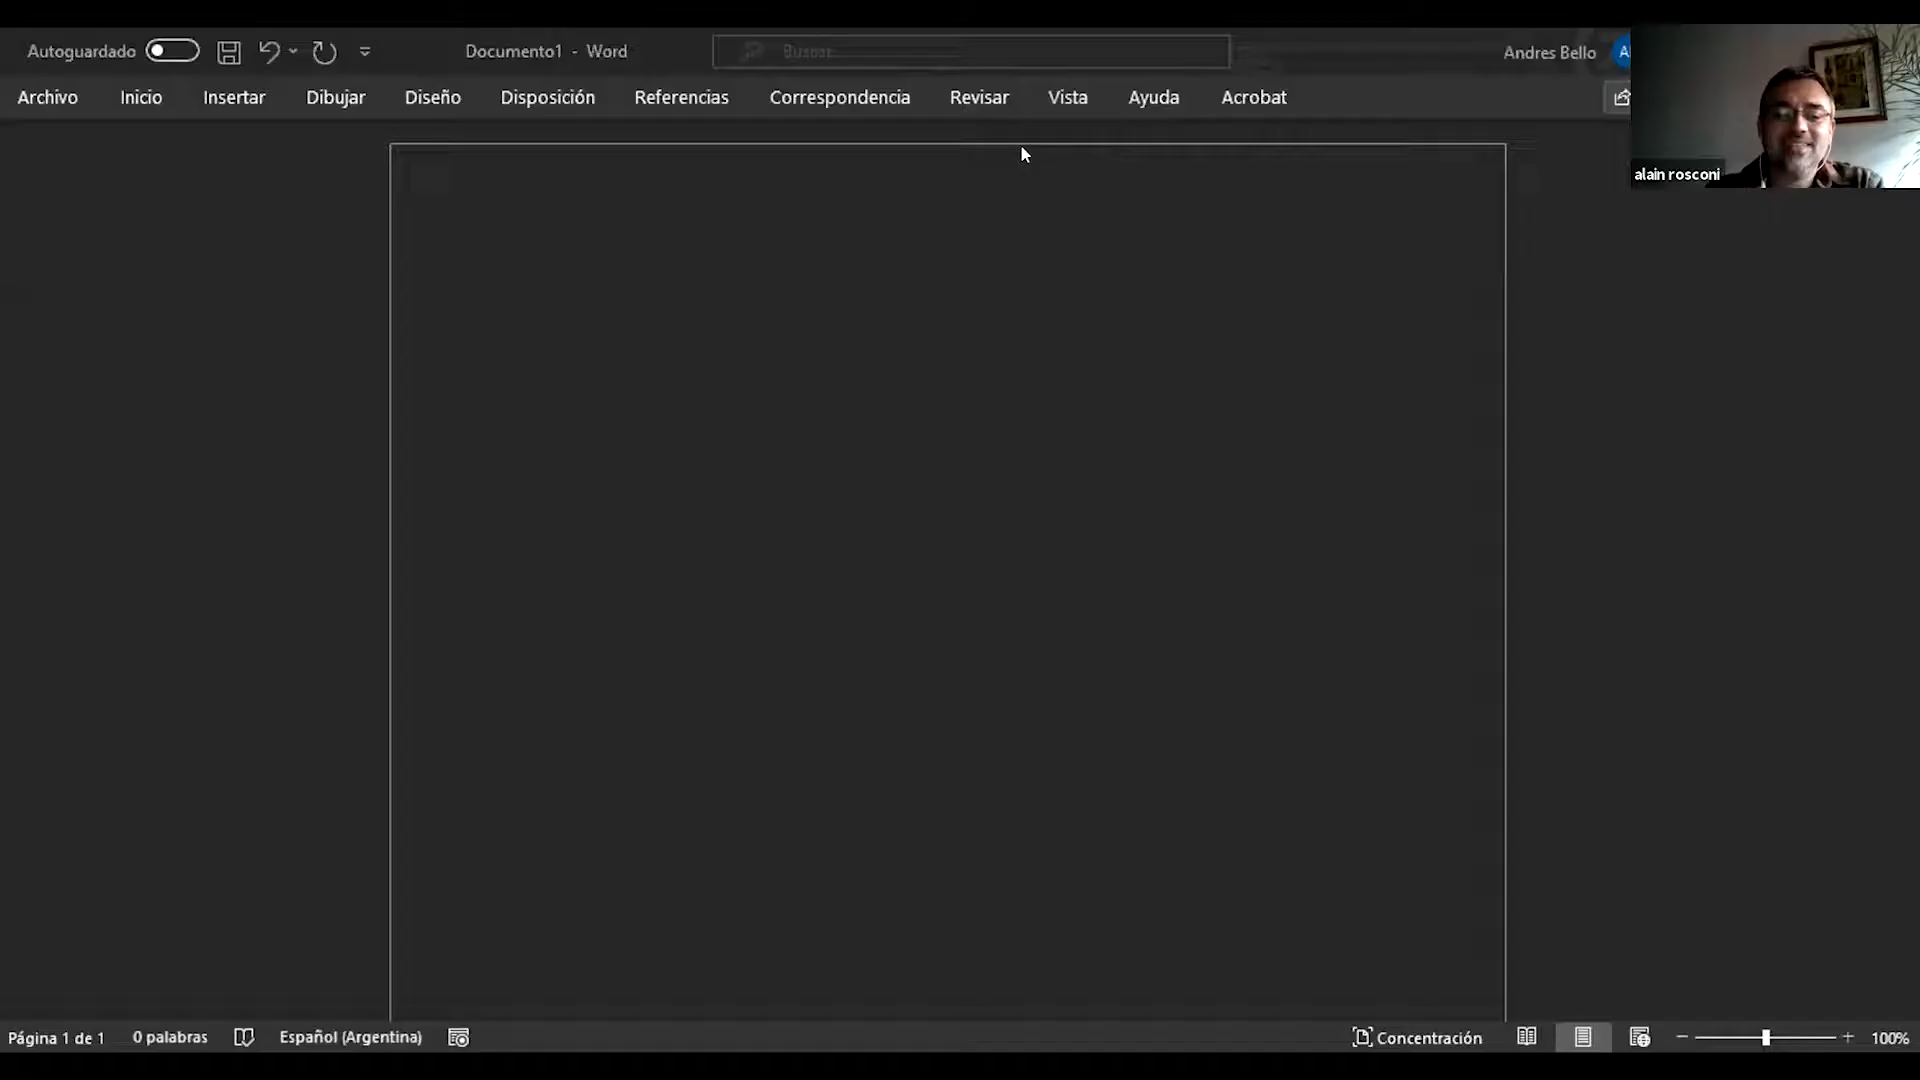 Autoguardado
Documento1 - Word
Buscar
Andres Bello
Archivo Inicio Insertar Dibujar Diseño Disposición Referencias Correspondencia Revisar Vista Ayuda Acrobat
alain rosconi
Página 1 de 1 0 palabras Español (Argentina) Concentración 100%